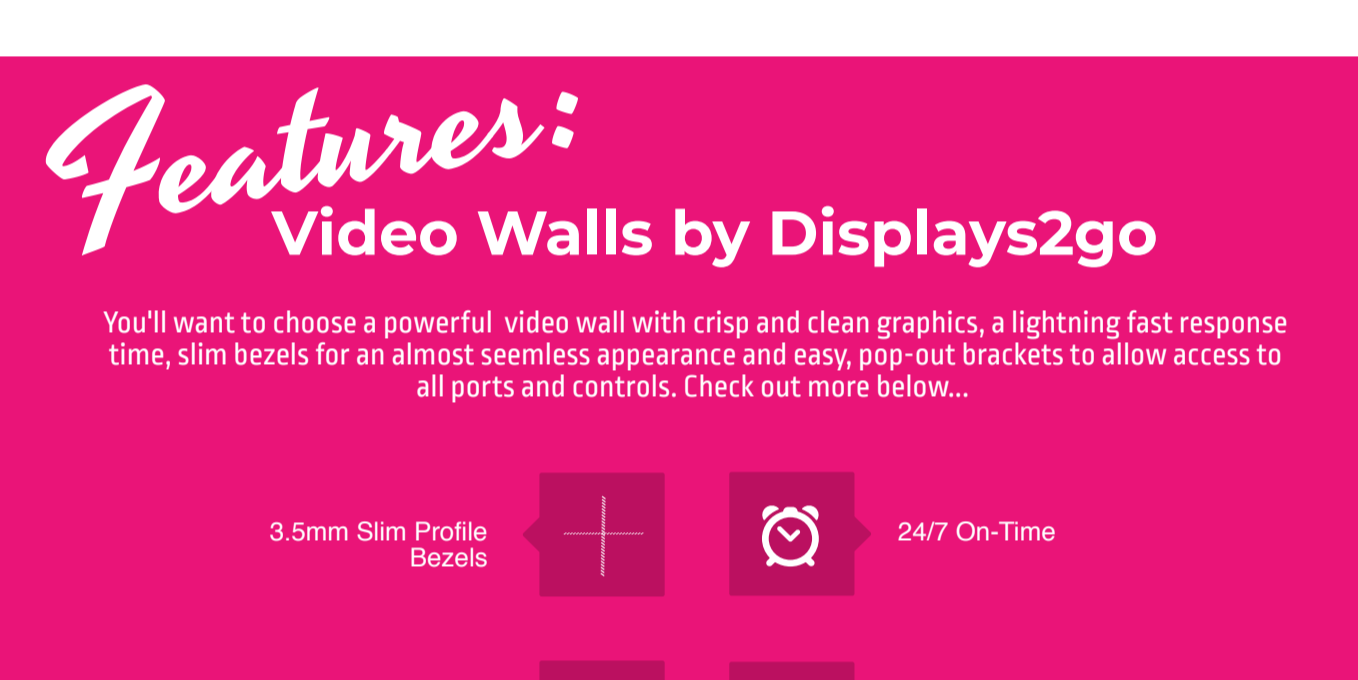 Features:
Video Walls by Displays2go
You'll want to choose a powerful  video wall with crisp and clean graphics, a lightning fast response
time, slim bezels for an almost seemless appearance and easy, pop-out brackets to allow access to
all ports and controls. Check out more below...
3.5mm Slim Profile
Bezels
24/7 On-Time